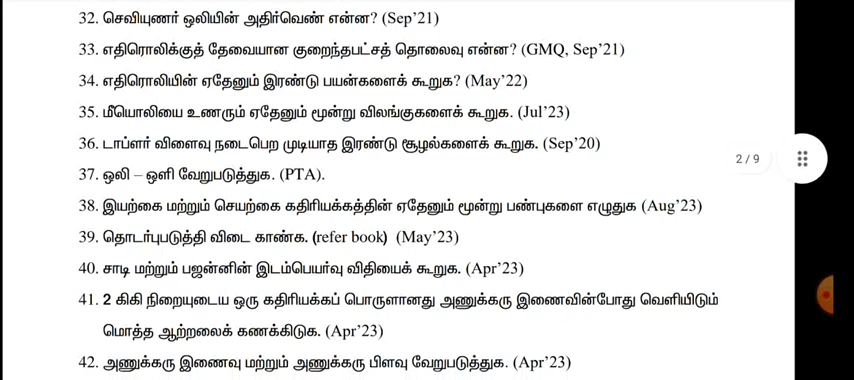 32. செவியுணர் ஒலியின் அதிர்வெண் என்ன? (Sep’21)
33. எதிரொலிக்குத் தேவையான குறைந்தபட்சத் தொலைவு என்ன? (GMQ, Sep’21)
34. எதிரொலியின் ஏதேனும் இரண்டு பயன்களைக் கூறுக? (May’22)
35. மீயொலியை உணரும் ஏதேனும் மூன்று விலங்குகளைக் கூறுக. (Jul’23)
36. டாப்ளர் விளைவு நடைபெற முடியாத இரண்டு சூழல்களைக் கூறுக. (Sep’20)
2 / 9
37. ஒலி – ஒளி வேறுபடுத்துக. (PTA).
38. இயற்கை மற்றும் செயற்கை கதிரியக்கத்தின் ஏதேனும் மூன்று பண்புகளை எழுதுக (Aug’23)
39. தொடர்புபடுத்தி விடை காண்க. (refer book) (May’23)
40. சாடி மற்றும் பஜன்னின் இடம்பெயர்வு விதியைக் கூறுக. (Apr’23)
41. 2 கிகி நிறையுடைய ஒரு கதிரியக்கப் பொருளானது அணுக்கரு இணைவின்போது வெளியிடும்
மொத்த ஆற்றலைக் கணக்கிடுக. (Apr’23)
42. அணுக்கரு இணைவு மற்றும் அணுக்கரு பிளவு வேறுபடுத்துக. (Apr’23)